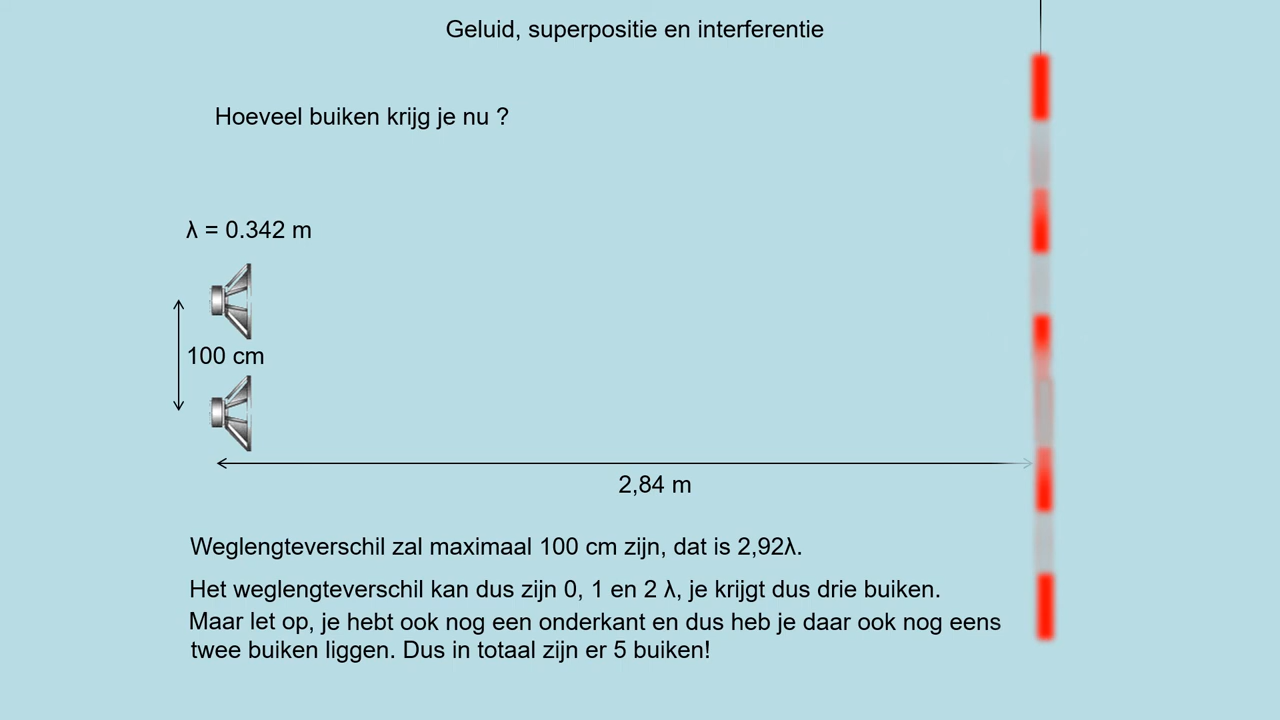 Geluid, superpositie en interferentie
Hoeveel buiken krijg je nu ?
λ = 0.342 m
100 cm
2,84 m
Weglengteverschil zal maximaal 100 cm zijn, dat is 2,92λ.
Het weglengteverschil kan dus zijn 0, 1 en 2 λ, je krijgt dus drie buiken.
Maar let op, je hebt ook nog een onderkant en dus heb je daar ook nog eens
twee buiken liggen. Dus in totaal zijn er 5 buiken!